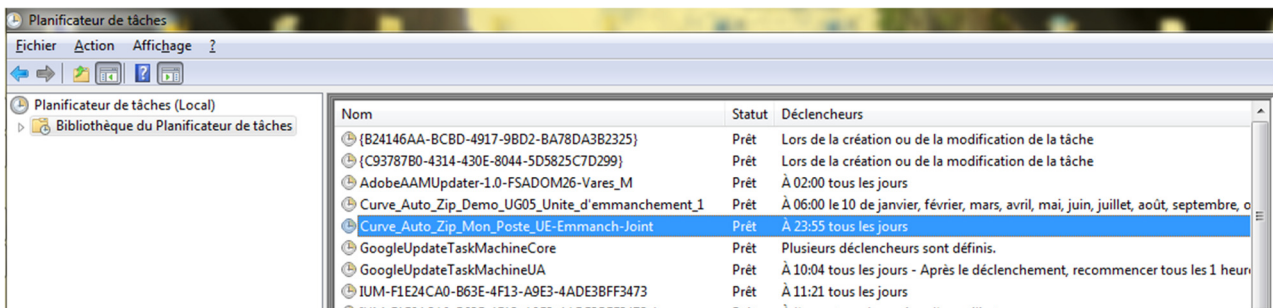 Planificateur de tâches
Fichier Action Affichage ?
Planificateur de tâches (Local)
Bibliothèque du Planificateur de tâches
Nom Statut Déclencheurs
{B24146AA-BCBD-4917-9BD2-BA78DA3B2325} Prêt Lors de la création ou de la modification de la tâche
{C93787B0-4314-430E-8044-5D5825C7D299} Prêt Lors de la création ou de la modification de la tâche
AdobeAAMUpdater-1.0-FSADOM26-Vares_M Prêt À 02:00 tous les jours
Curve_Auto_Zip_Demo_UG05_Unite_d'emmanchement_1 Prêt À 06:00 le 10 de janvier, février, mars, avril, mai, juin, juillet, août, septembre, o
Curve_Auto_Zip_Mon_Poste_UE-Emmanch-Joint Prêt À 23:55 tous les jours
GoogleUpdateTaskMachineCore Prêt Plusieurs déclencheurs sont définis.
GoogleUpdateTaskMachineUA Prêt À 10:04 tous les jours - Après le déclenchement, recommencer tous les 1 heure
IUM-F1E24CA0-B63E-4F13-A9E3-4ADE3BFF3473 Prêt À 11:21 tous les jours